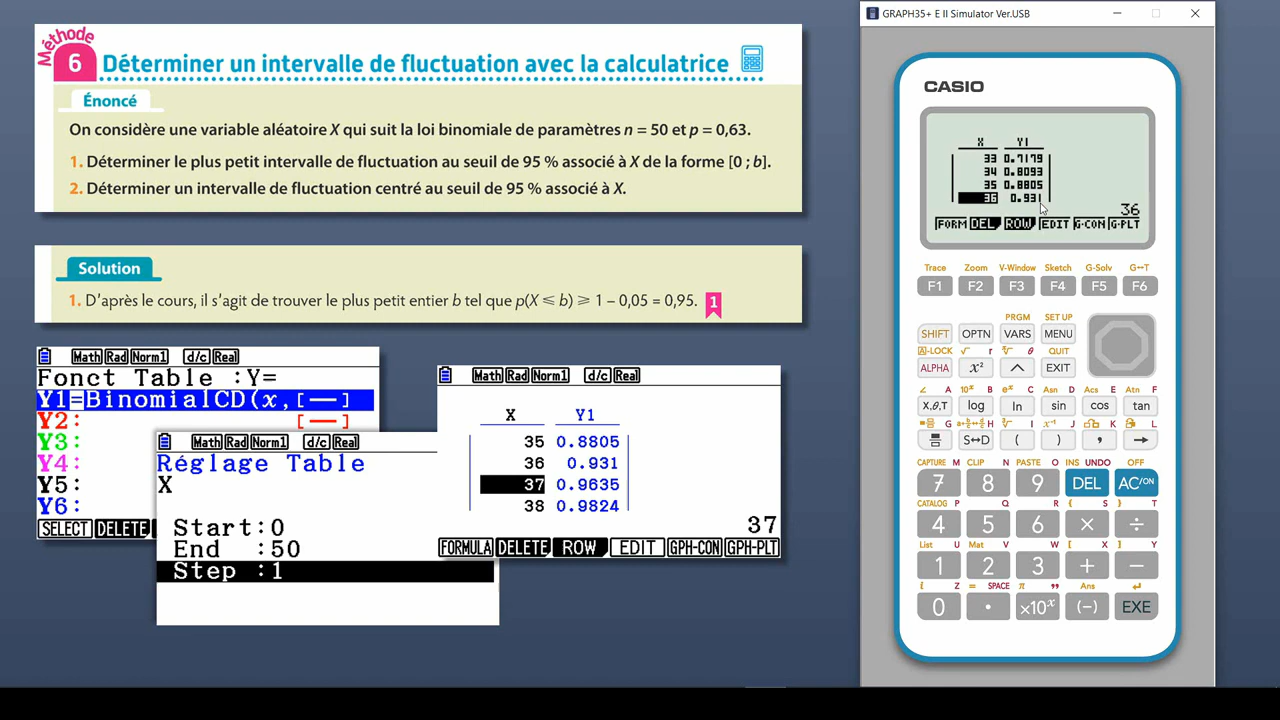 Méthode
6 Déterminer un intervalle de fluctuation avec la calculatrice
Énoncé
On considère une variable aléatoire X qui suit la loi binomiale de paramètres n = 50 et p = 0,63.
1. Déterminer le plus petit intervalle de fluctuation au seuil de 95 % associé à X de la forme [0 ; b].
2. Déterminer un intervalle de fluctuation centré au seuil de 95 % associé à X.
Solution
1. D'après le cours, il s'agit de trouver le plus petit entier b tel que p(X ⩽ b) ⩾ 1 – 0,05 = 0,95. 1
Math Rad Norm1 d/c Real
Fonct Table :Y=
Y1=BinomialCD(x,[—]
Y2: [—]
Y3:
Y4:
Y5:
Y6:
SELECT DELETE
Math Rad Norm1 d/c Real
Réglage Table
X
Start:0
End :50
Step :1
Math Rad Norm1 d/c Real
X Y1
35 0.8805
36 0.931
37 0.9635
38 0.9824
37
FORMULA DELETE ROW EDIT GPH-CON GPH-PLT
GRAPH35+ E II Simulator Ver.USB
CASIO
X Y1
33 0.7179
34 0.8093
35 0.8805
36 0.931
36
FORM DEL ROW EDIT G-CON G-PLT
Trace Zoom V-Window Sketch G-Solv G↔T
F1 F2 F3 F4 F5 F6
PRGM SET UP
SHIFT OPTN VARS MENU
A-LOCK √ r ˣ√ θ QUIT
ALPHA x² ^ EXIT
∠ A 10ˣ B eˣ C Asn D Acs E Atn F
X,θ,T log ln sin cos tan
G H I J K L
S↔D ( ) , →
CAPTURE M CLIP N PASTE O INS UNDO OFF
7 8 9 DEL AC/ON
CATALOG P Q R { S } T
4 5 6 × ÷
List U Mat V W [ X ] Y
1 2 3 + −
i Z = SPACE π " Ans ↵
0 . ×10ˣ (−) EXE